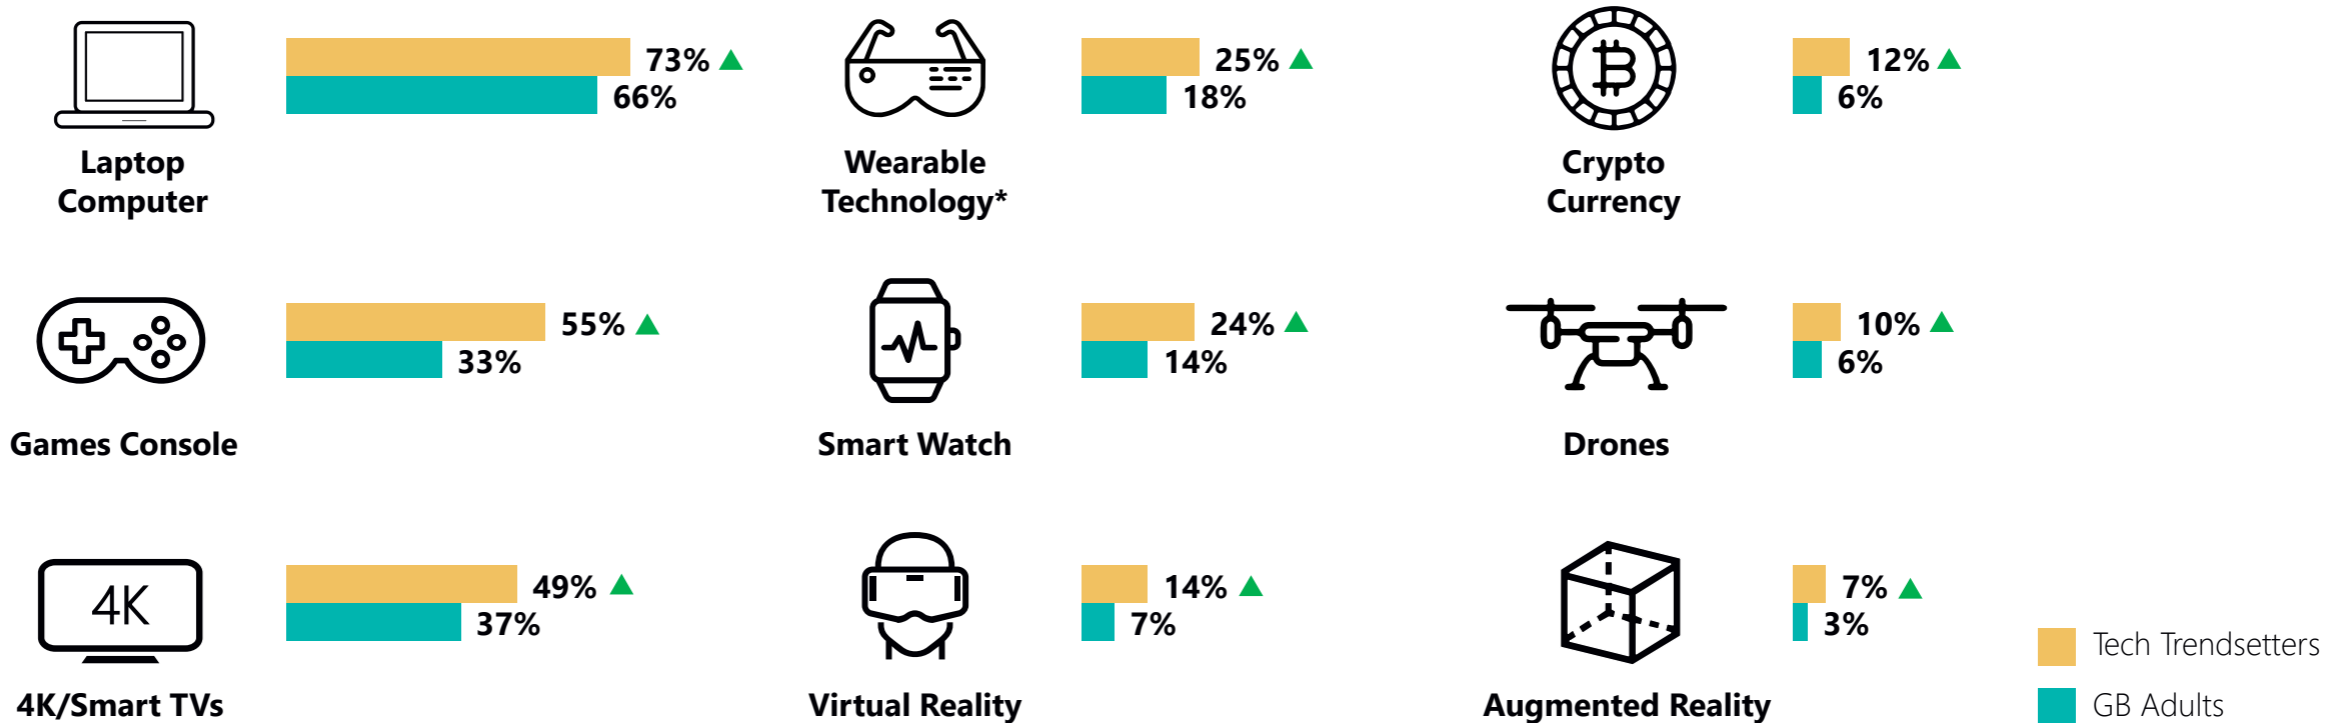 73%
66%
Laptop
Computer
25%
18%
Wearable
Technology*
12%
6%
Crypto
Currency
55%
33%
Games Console
24%
14%
Smart Watch
10%
6%
Drones
4K
49%
37%
4K/Smart TVs
14%
7%
Virtual Reality
7%
3%
Augmented Reality
Tech Trendsetters
GB Adults